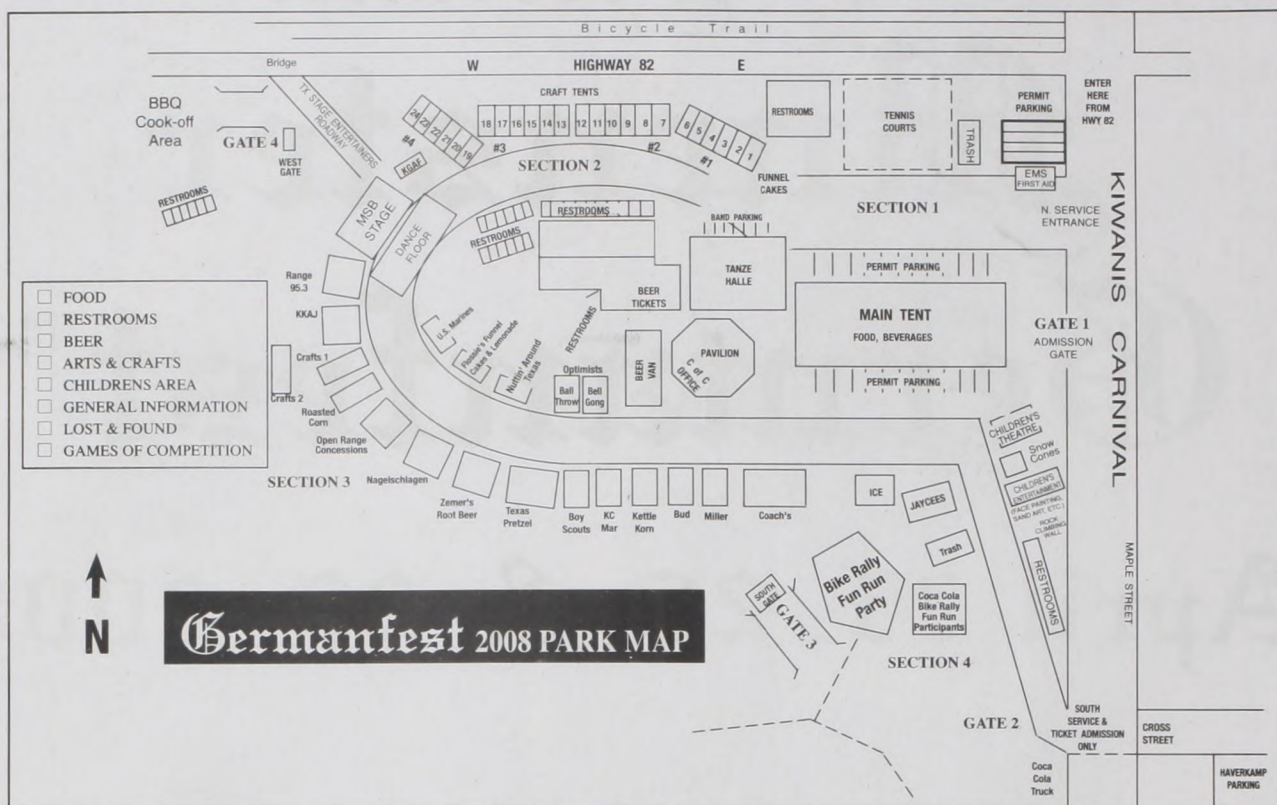 Bicycle Trail
Bridge
W HIGHWAY 82 E
BBQ
Cook-off
Area
GATE 4
WEST
GATE
TX STAGE ENTERTAINERS
ROADWAY
CRAFT TENTS
24 23 22 21 20 19
#4
18 17 16 15 14 13
#3
12 11 10 9 8 7
#2
6 5 4 3 2 1
#1
RESTROOMS
TENNIS
COURTS
TRASH
PERMIT
PARKING
ENTER
HERE
FROM
HWY 82
EMS
FIRST AID
KGAF
SECTION 2
FUNNEL
CAKES
SECTION 1
N. SERVICE
ENTRANCE
KIWANIS CARNIVAL
RESTROOMS
MSB
STAGE
DANCE
FLOOR
RESTROOMS
RESTROOMS
BAND PARKING
TANZE
HALLE
PERMIT PARKING
MAIN TENT
FOOD, BEVERAGES
PERMIT PARKING
GATE 1
ADMISSION
GATE
BEER
TICKETS
RESTROOMS
BEER
VAN
PAVILION
C of C
OFFICE
Range
95.3
KKAJ
Crafts 1
Crafts 2
Roasted
Corn
Open Range
Concessions
Nagelschlagen
U.S. Marines
Flossie's Funnel
Cakes & Lemonade
Nuttin' Around
Texas
Optimists
Ball
Throw
Bell
Gong
FOOD
RESTROOMS
BEER
ARTS & CRAFTS
CHILDRENS AREA
GENERAL INFORMATION
LOST & FOUND
GAMES OF COMPETITION
SECTION 3
Zemer's
Root Beer
Texas
Pretzel
Boy
Scouts
KC
Mar
Kettle
Korn
Bud
Miller
Coach's
ICE
JAYCEES
Trash
CHILDREN'S
THEATRE
Snow
Cones
CHILDREN'S
ENTERTAINMENT
(FACE PAINTING,
SAND ART, ETC.)
ROCK
CLIMBING
WALL
RESTROOMS
MAPLE STREET
N
Germanfest 2008 PARK MAP
SOUTH
GATE
GATE 3
Bike Rally
Fun Run
Party
Coca Cola
Bike Rally
Fun Run
Participants
SECTION 4
GATE 2
SOUTH
SERVICE &
TICKET ADMISSION
ONLY
CROSS
STREET
Coca
Cola
Truck
HAVERKAMP
PARKING